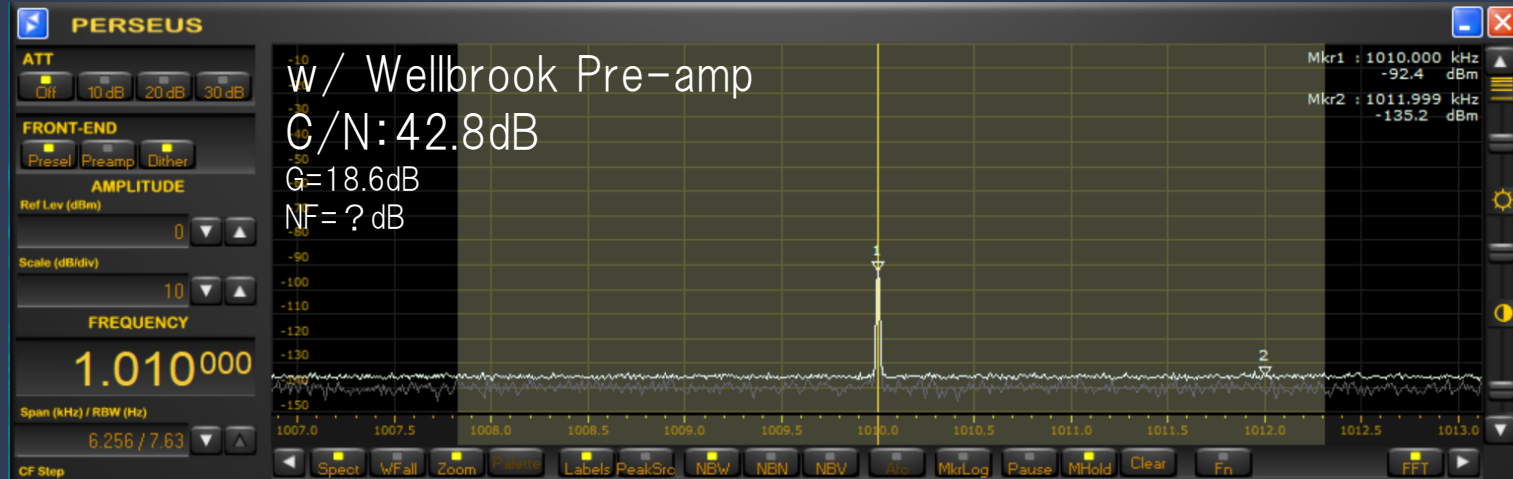 PERSEUS
ATT
Off 10 dB 20 dB 30 dB
FRONT-END
Presel Preamp Dither
AMPLITUDE
Ref Lev (dBm)
0
Scale (dB/div)
10
FREQUENCY
1.010000
Span (kHz) / RBW (Hz)
6.256 / 7.63
CF Step
w/ Wellbrook Pre-amp
C/N:42.8dB
G=18.6dB
NF=？dB
Mkr1 : 1010.000 kHz
-92.4 dBm
Mkr2 : 1011.999 kHz
-135.2 dBm
-10
-30
-40
-50
-80
-90
-100
-110
-120
-130
-140
-150
1
2
1007.0 1007.5 1008.0 1008.5 1009.0 1009.5 1010.0 1010.5 1011.0 1011.5 1012.0 1012.5 1013.0
Spect WFall Zoom Palette Labels PeakSrc NBW NBN NBV Afc MkrLog Pause MHold Clear Fn FFT